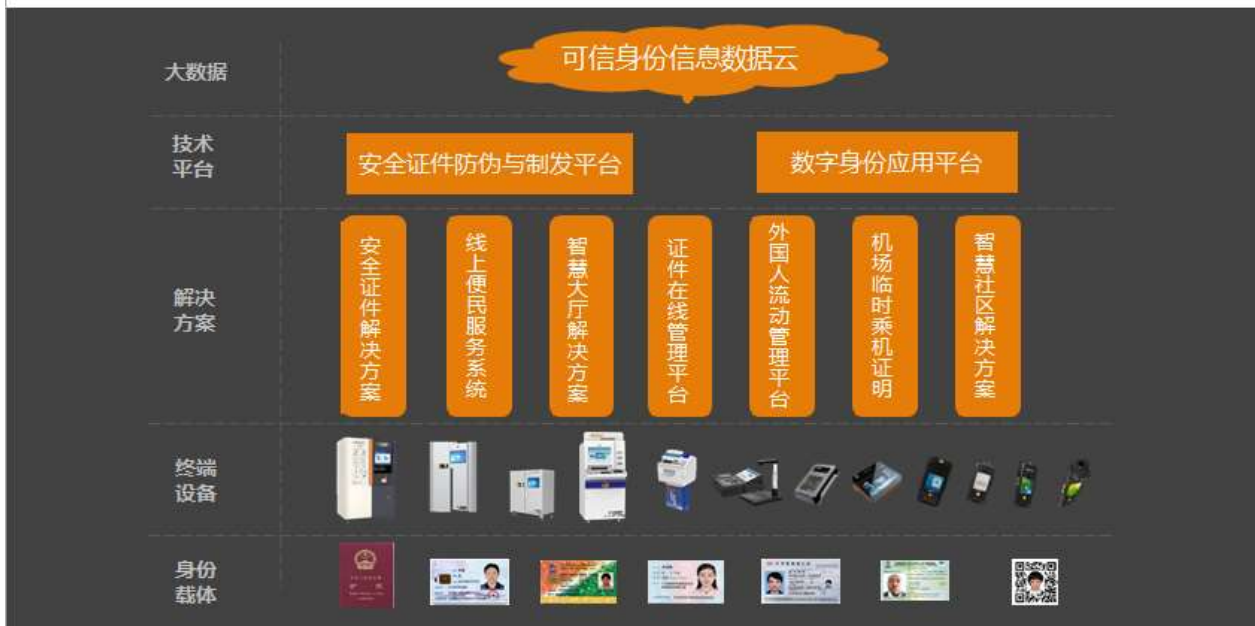 可信身份信息数据云
大数据
技术
平台
安全证件防伪与制发平台
数字身份应用平台
解决
方案
安全证件解决方案
线上便民服务系统
智慧大厅解决方案
证件在线管理平台
外国人流动管理平台
机场临时乘机证明
智慧社区解决方案
终端
设备
身份
载体